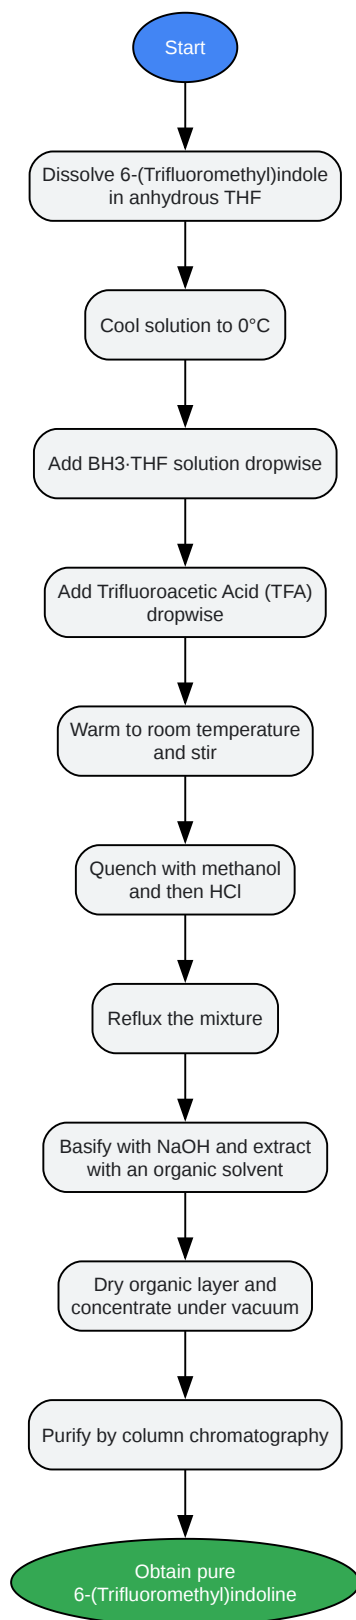 Start
Dissolve 6-(Trifluoromethyl)indole
in anhydrous THF
Cool solution to 0°C
Add BH3·THF solution dropwise
Add Trifluoroacetic Acid (TFA)
dropwise
Warm to room temperature
and stir
Quench with methanol
and then HCl
Reflux the mixture
Basify with NaOH and extract
with an organic solvent
Dry organic layer and
concentrate under vacuum
Purify by column chromatography
Obtain pure
6-(Trifluoromethyl)indoline